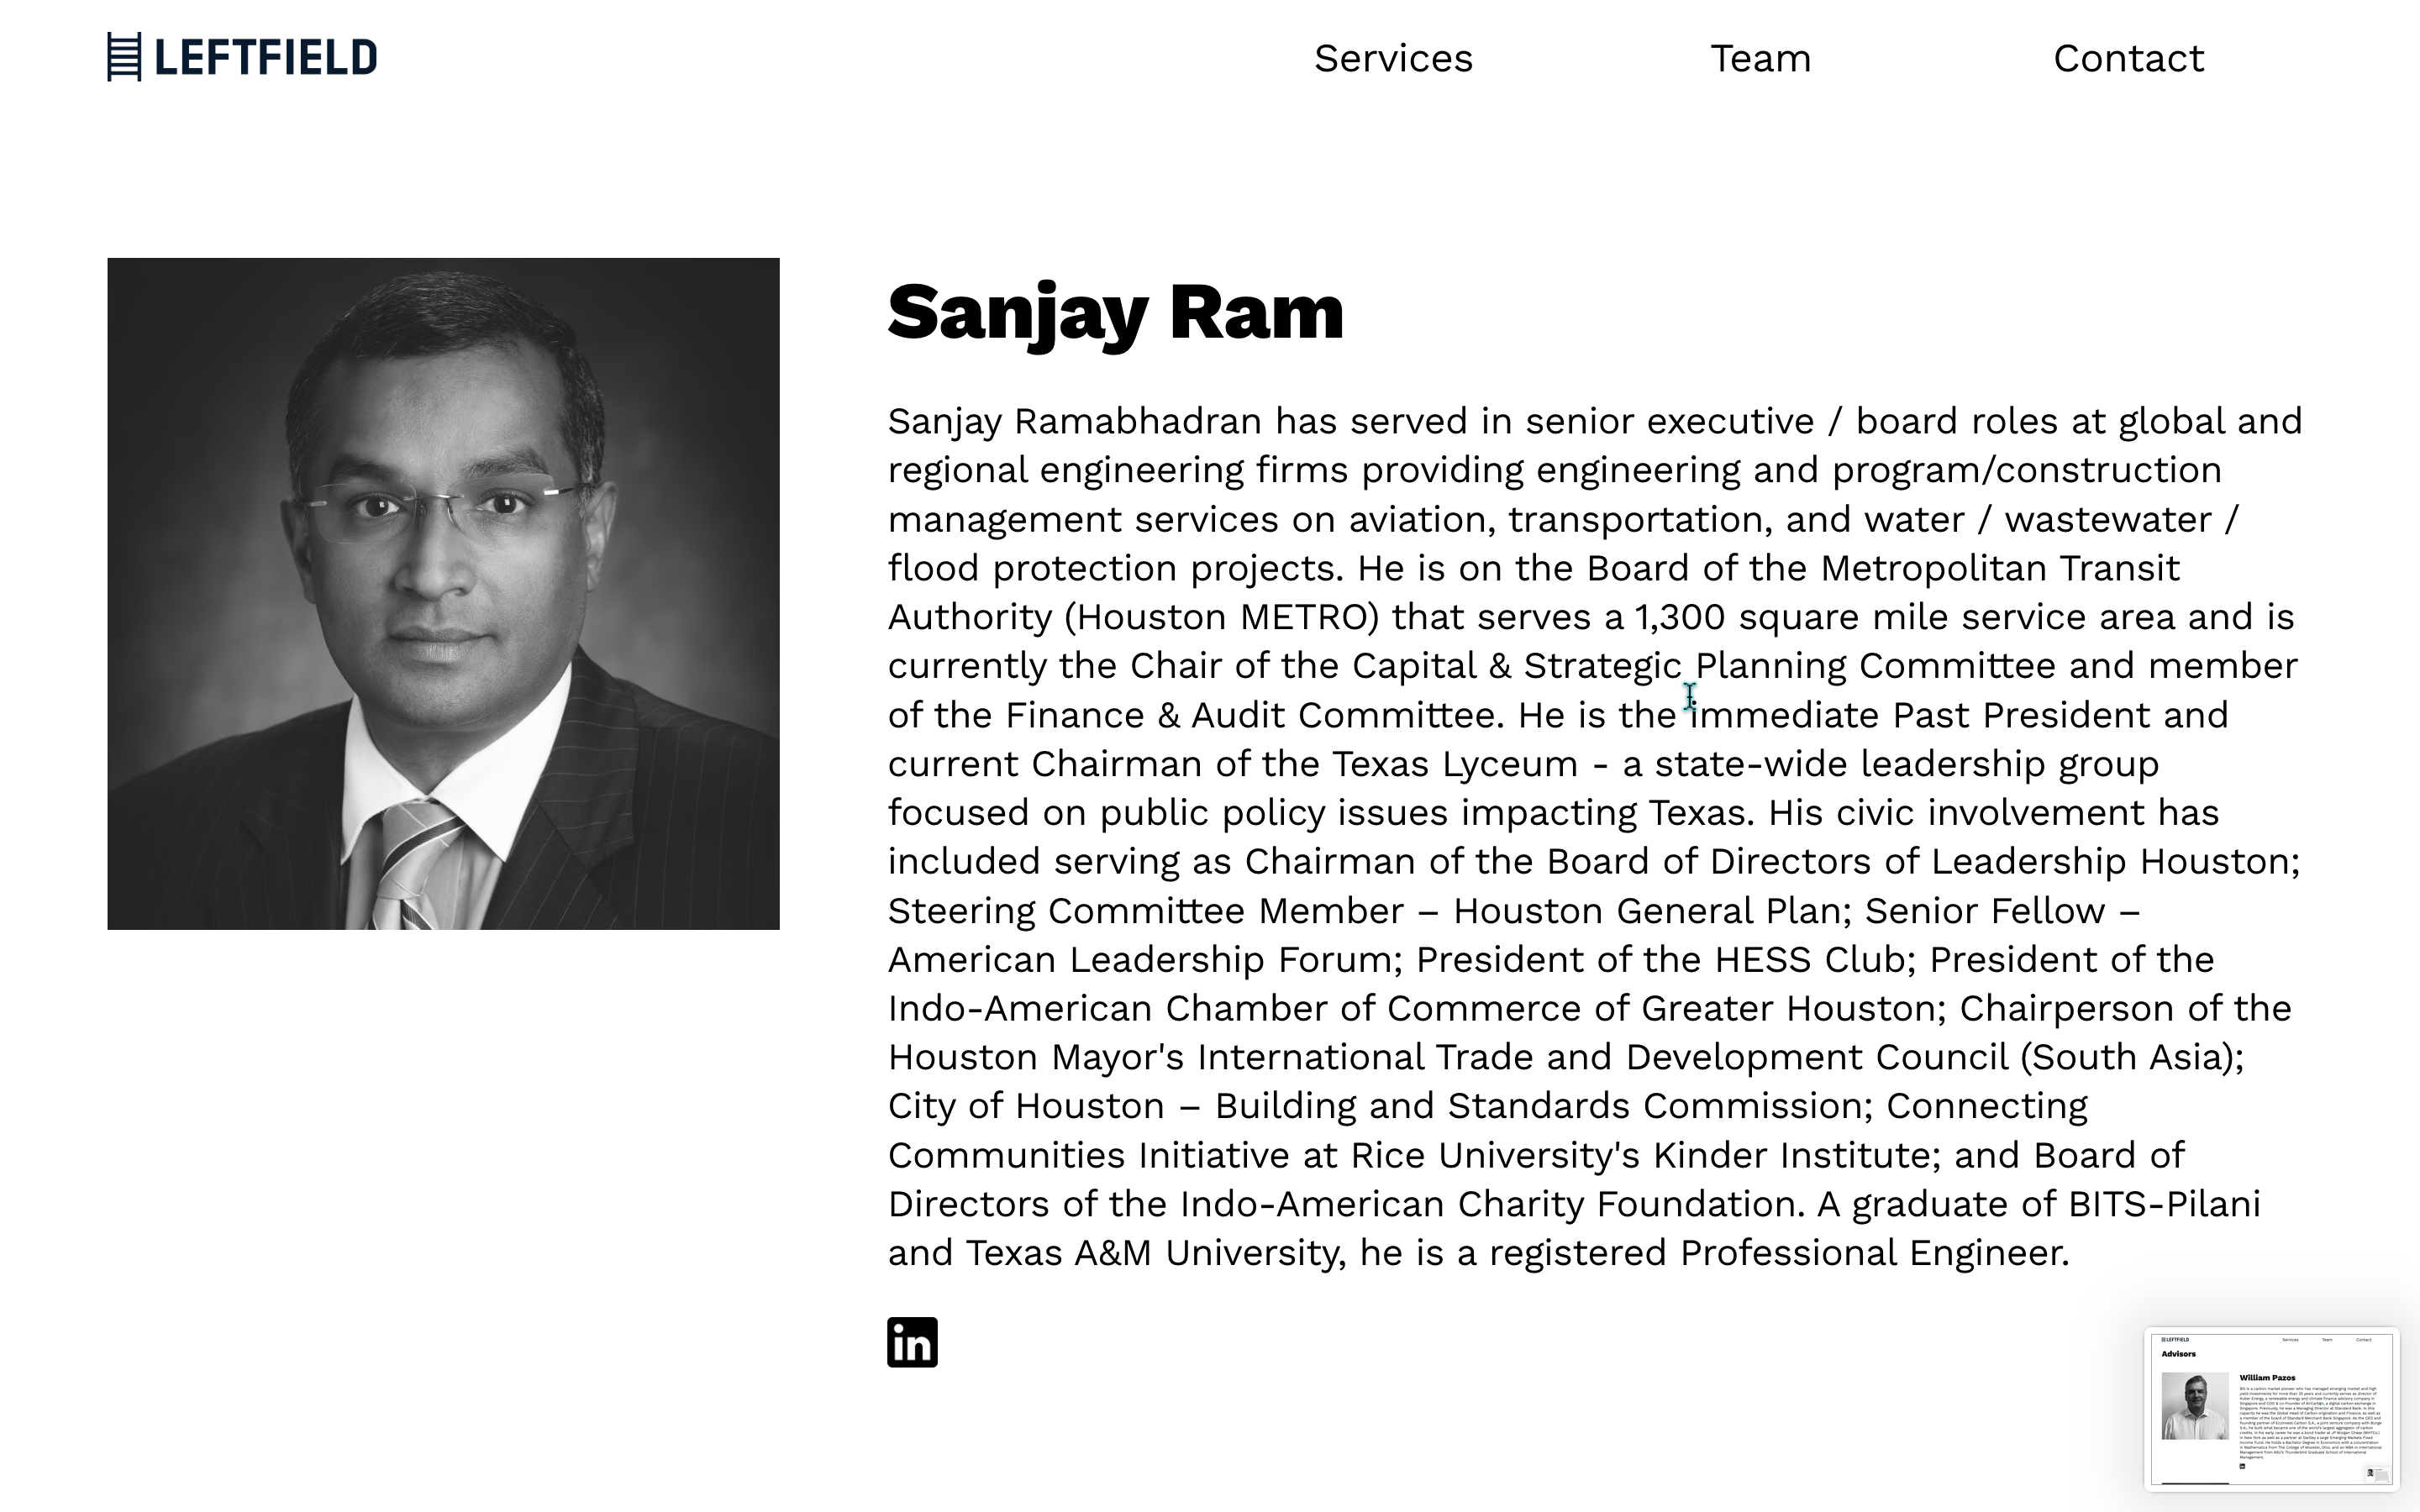 LEFTFIELD
Services
Team
Contact
Sanjay Ram
Sanjay Ramabhadran has served in senior executive / board roles at global and
regional engineering firms providing engineering and program/construction
management services on aviation, transportation, and water / wastewater /
flood protection projects. He is on the Board of the Metropolitan Transit
Authority (Houston METRO) that serves a 1,300 square mile service area and is
currently the Chair of the Capital & Strategic Planning Committee and member
of the Finance & Audit Committee. He is the immediate Past President and
current Chairman of the Texas Lyceum - a state-wide leadership group
focused on public policy issues impacting Texas. His civic involvement has
included serving as Chairman of the Board of Directors of Leadership Houston;
Steering Committee Member – Houston General Plan; Senior Fellow –
American Leadership Forum; President of the HESS Club; President of the
Indo-American Chamber of Commerce of Greater Houston; Chairperson of the
Houston Mayor's International Trade and Development Council (South Asia);
City of Houston – Building and Standards Commission; Connecting
Communities Initiative at Rice University's Kinder Institute; and Board of
Directors of the Indo-American Charity Foundation. A graduate of BITS-Pilani
and Texas A&M University, he is a registered Professional Engineer.
in
LEFTFIELD
Services
Team
Contact
Advisors
William Pazos